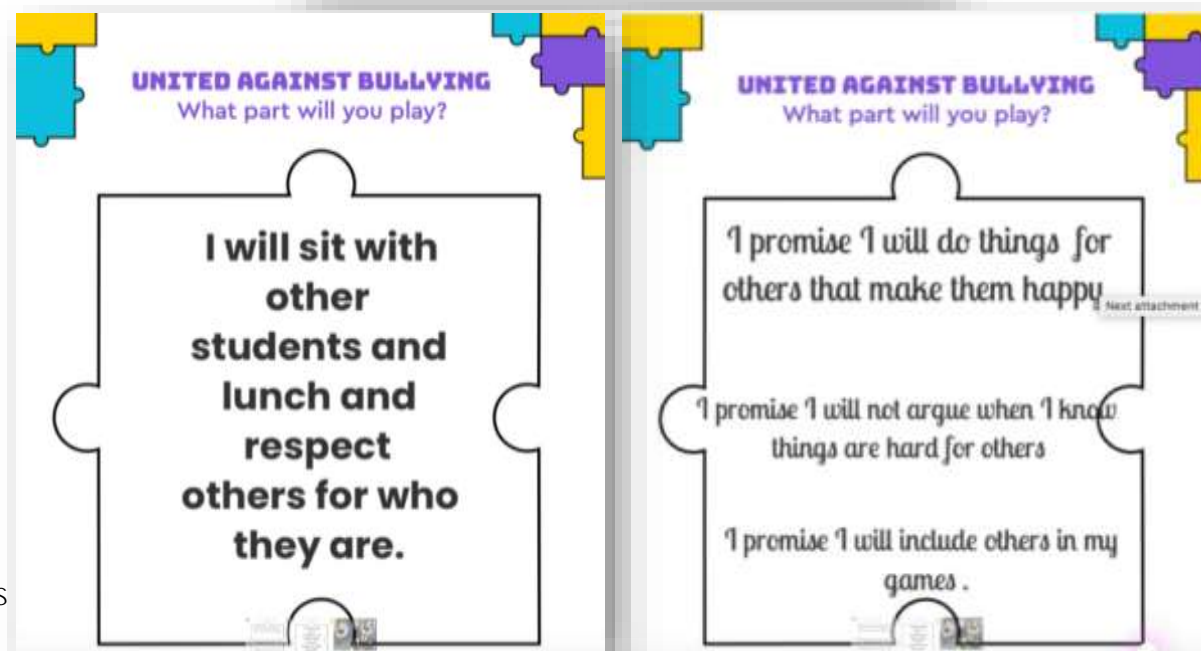 UNITED AGAINST BULLYING
What part will you play?
I will sit with
other
students and
lunch and
respect
others for who
they are.
s
UNITED AGAINST BULLYING
What part will you play?
I promise I will do things for
others that make them happy
Next attachment
I promise I will not argue when I know
things are hard for others
I promise I will include others in my
games .